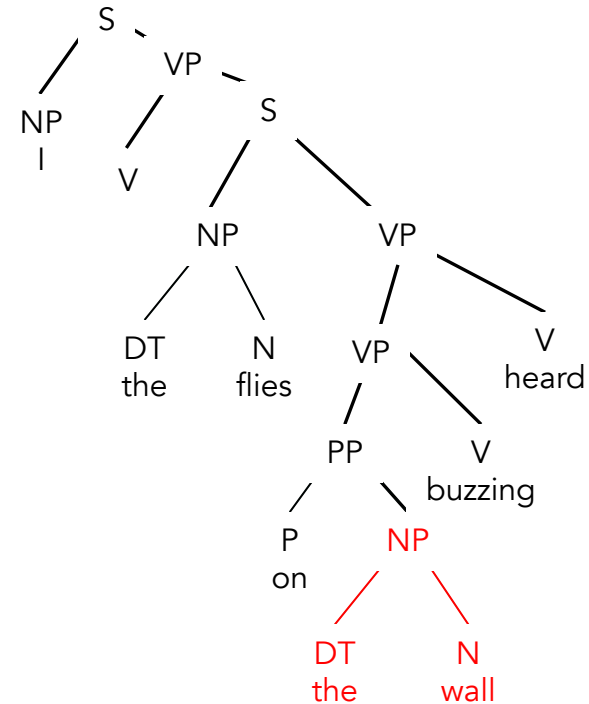 S
VP
S
NP
I
V
NP
VP
DT
the
N
flies
VP
V
heard
PP
V
buzzing
P
on
NP
DT
the
N
wall